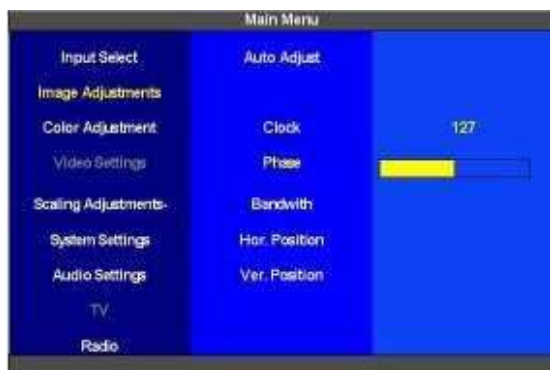 Main Menu
Input Select
Auto Adjust
Image Adjustments
Color Adjustment
Clock
127
Video Settings
Phase
Scaling Adjustments-
Bandwith
System Settings
Hor. Position
Audio Settings
Ver. Position
TV
Radio